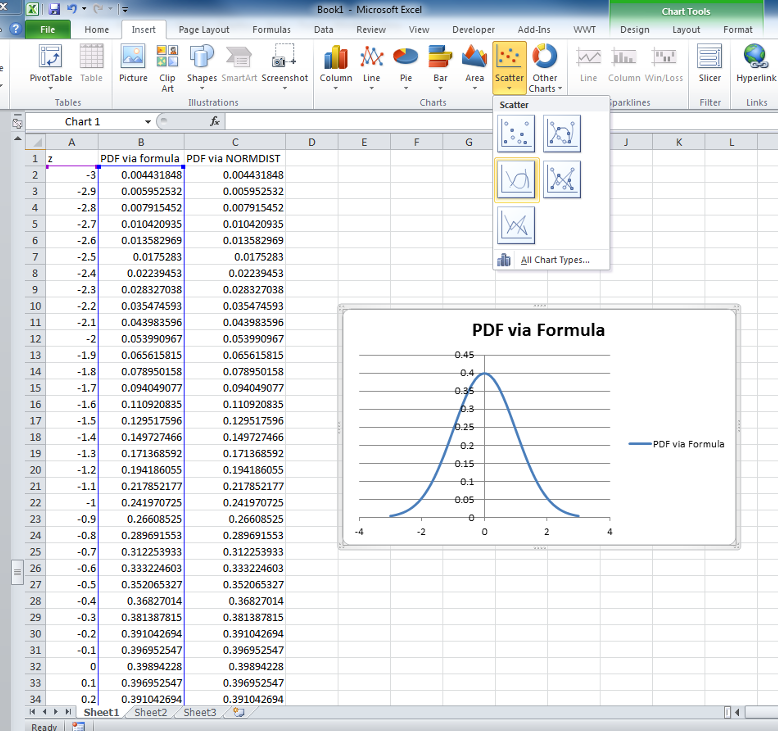 Book1 - Microsoft Excel
Chart Tools
File Home Insert Page Layout Formulas Data Review View Developer Add-Ins WWT Design Layout Format
PivotTable Table Picture Clip Art Shapes SmartArt Screenshot Column Line Pie Bar Area Scatter Other Charts Line Column Win/Loss Slicer Hyperlink
Tables Illustrations Charts Sparklines Filter Links
Scatter
All Chart Types...
Chart 1 fx
A B C D E F G J K L
1 z PDF via formula PDF via NORMDIST
2 -3 0.004431848 0.004431848
3 -2.9 0.005952532 0.005952532
4 -2.8 0.007915452 0.007915452
5 -2.7 0.010420935 0.010420935
6 -2.6 0.013582969 0.013582969
7 -2.5 0.0175283 0.0175283
8 -2.4 0.02239453 0.02239453
9 -2.3 0.028327038 0.028327038
10 -2.2 0.035474593 0.035474593
11 -2.1 0.043983596 0.043983596
12 -2 0.053990967 0.053990967
13 -1.9 0.065615815 0.065615815
14 -1.8 0.078950158 0.078950158
15 -1.7 0.094049077 0.094049077
16 -1.6 0.110920835 0.110920835
17 -1.5 0.129517596 0.129517596
18 -1.4 0.149727466 0.149727466
19 -1.3 0.171368592 0.171368592
20 -1.2 0.194186055 0.194186055
21 -1.1 0.217852177 0.217852177
22 -1 0.241970725 0.241970725
23 -0.9 0.26608525 0.26608525
24 -0.8 0.289691553 0.289691553
25 -0.7 0.312253933 0.312253933
26 -0.6 0.333224603 0.333224603
27 -0.5 0.352065327 0.352065327
28 -0.4 0.36827014 0.36827014
29 -0.3 0.381387815 0.381387815
30 -0.2 0.391042694 0.391042694
31 -0.1 0.396952547 0.396952547
32 0 0.39894228 0.39894228
33 0.1 0.396952547 0.396952547
34 0.2 0.391042694 0.391042694
PDF via Formula
0.45
0.4
0.35
0.3
0.25
0.2
0.15
0.1
0.05
0
-4 -2 0 2 4
PDF via Formula
Sheet1 Sheet2 Sheet3
Ready